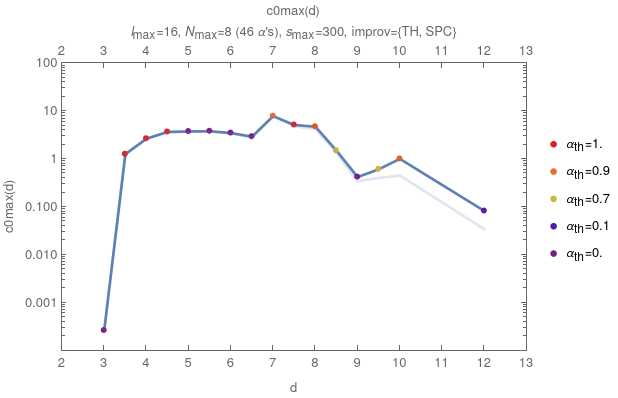 c0max(d)
lmax=16, Nmax=8 (46 α's), smax=300, improv={TH, SPC}
2 3 4 5 6 7 8 9 10 11 12 13
100
10
1
0.100
0.010
0.001
c0max(d)
αth=1.
αth=0.9
αth=0.7
αth=0.1
αth=0.
2 3 4 5 6 7 8 9 10 11 12 13
d